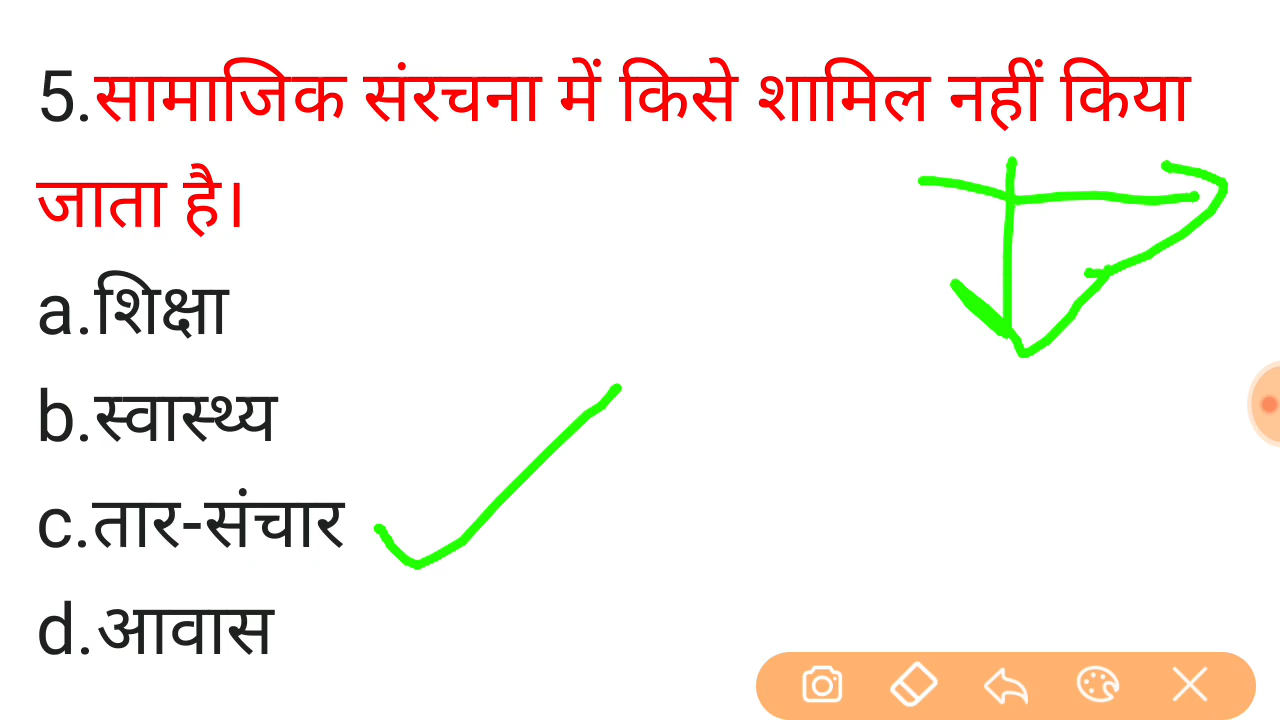 5.सामाजिक संरचना में किसे शामिल नहीं किया
जाता है।
a.शिक्षा
b.स्वास्थ्य
c.तार-संचार
d.आवास